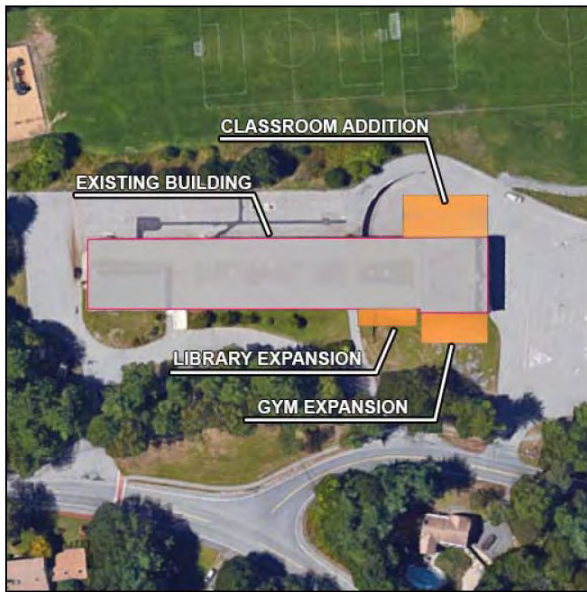 CLASSROOM ADDITION
EXISTING BUILDING
LIBRARY EXPANSION
GYM EXPANSION